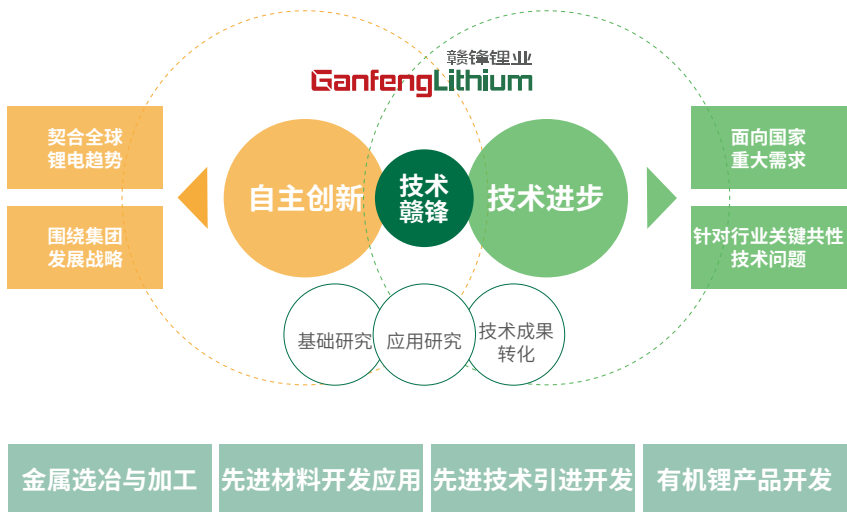 赣锋锂业
GanfengLithium
契合全球
锂电趋势
围绕集团
发展战略
自主创新
技术
赣锋
技术进步
面向国家
重大需求
针对行业关键共性
技术问题
基础研究
应用研究
技术成果
转化
金属选冶与加工
先进材料开发应用
先进技术引进开发
有机锂产品开发